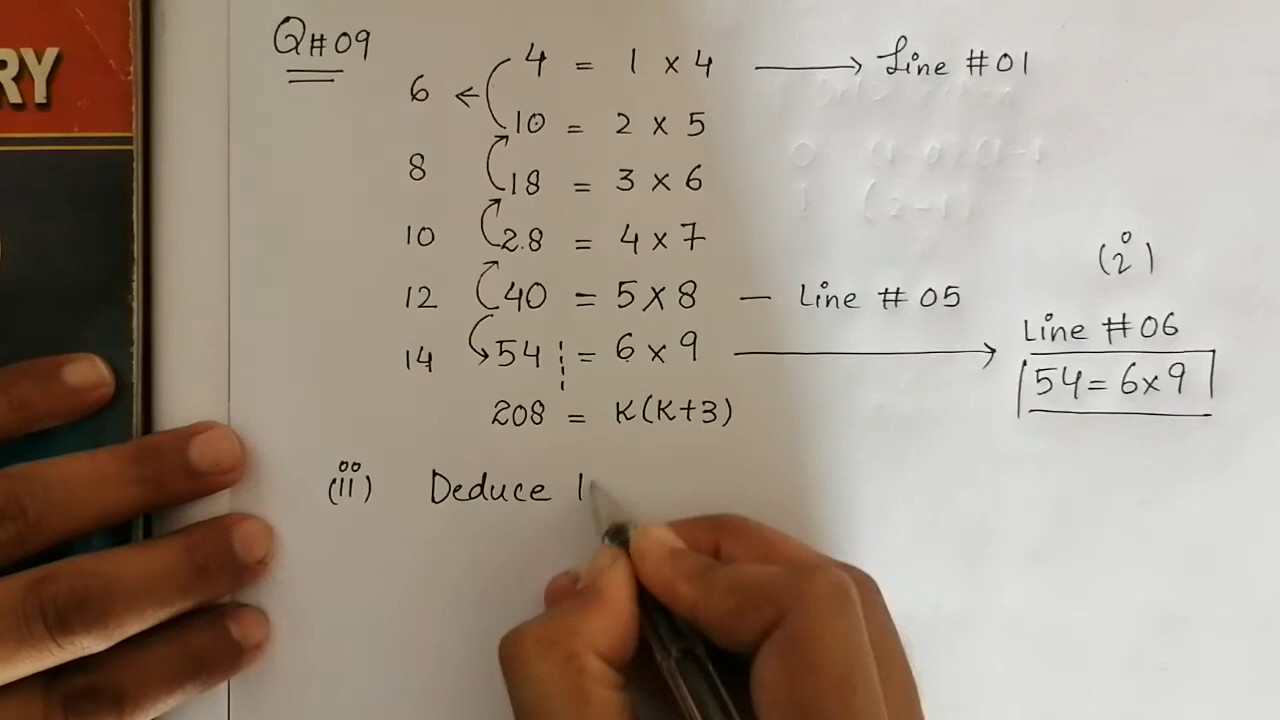 RY
Q#09
4 = 1 × 4 → Line #01
6 ←
10 = 2 × 5
8 18 = 3 × 6
10 28 = 4 × 7
(i)
12 40 = 5 × 8 — Line # 05
Line #06
14 54 = 6 × 9 →
54 = 6×9
208 = K(K+3)
(ii) Deduce